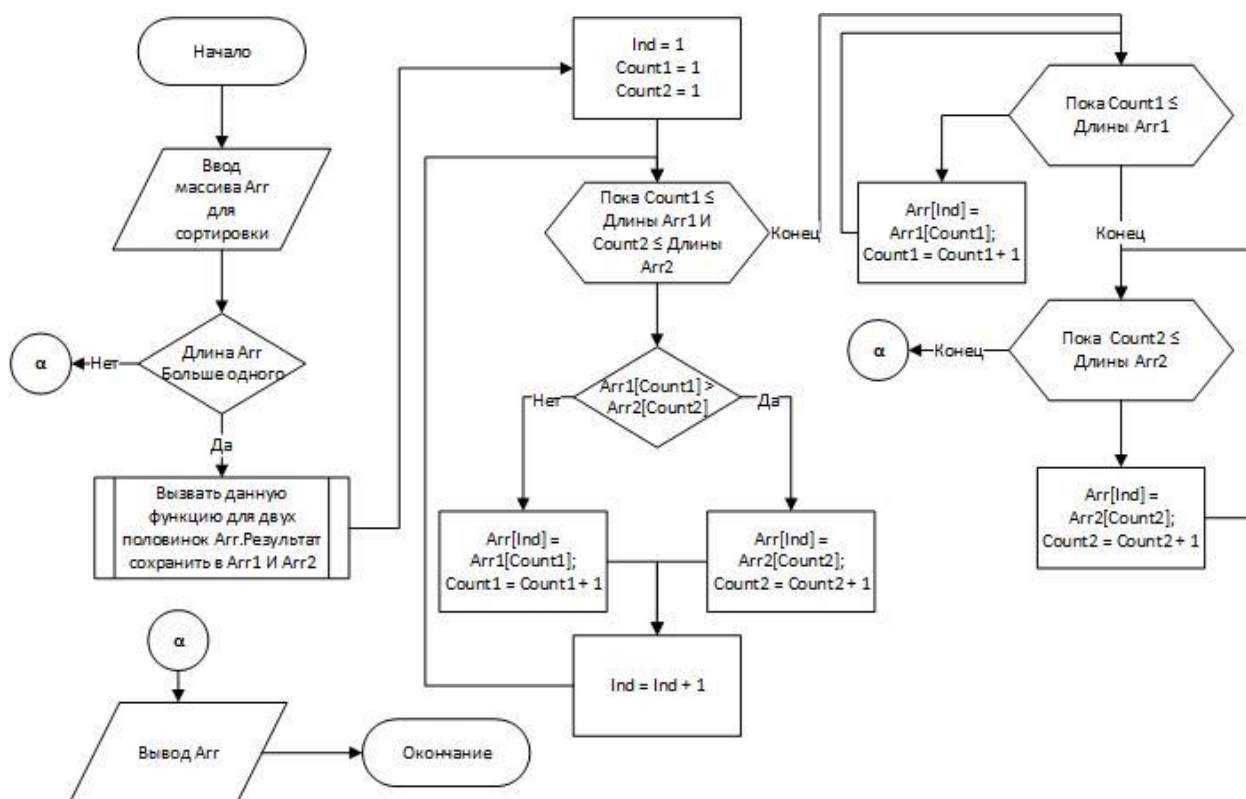 Начало
Ввод
массива Arr
для
сортировки
Длина Arr
Больше одного
Нет
α
Да
Вызвать данную
функцию для двух
половинок Arr.Результат
сохранить в Arr1 И Arr2
Ind = 1
Count1 = 1
Count2 = 1
Пока Count1 ≤
Длины Arr1 И
Count2 ≤ Длины
Arr2
Конец
Arr1[Count1] >
Arr2[Count2]
Нет
Да
Arr[Ind] =
Arr1[Count1];
Count1 = Count1 + 1
Arr[Ind] =
Arr2[Count2];
Count2 = Count2 + 1
Ind = Ind + 1
Пока Count1 ≤
Длины Arr1
Arr[Ind] =
Arr1[Count1];
Count1 = Count1 + 1
Конец
Пока Count2 ≤
Длины Arr2
Конец
α
Arr[Ind] =
Arr2[Count2];
Count2 = Count2 + 1
α
Вывод Arr
Окончание